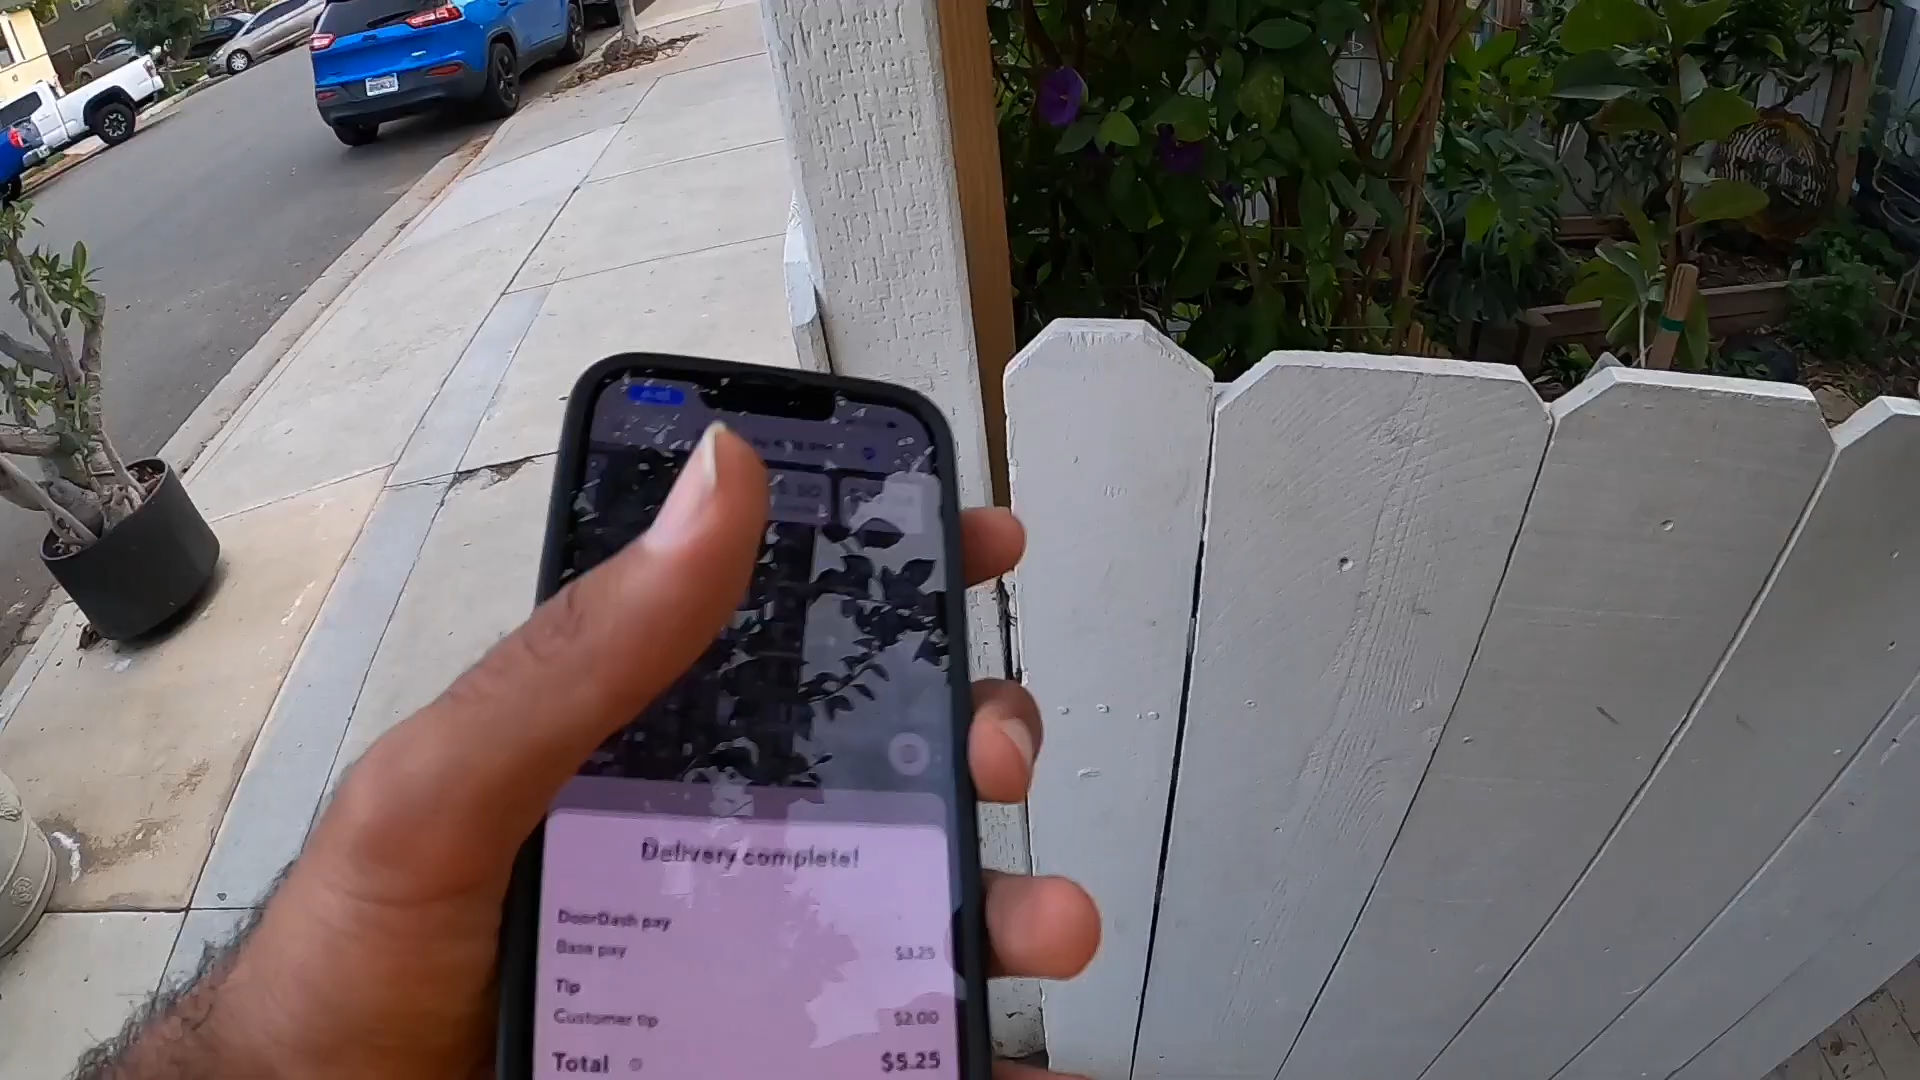 Delivery complete!
DoorDash pay
Base pay $3.25
Tip
Customer tip $2.00
Total $5.25